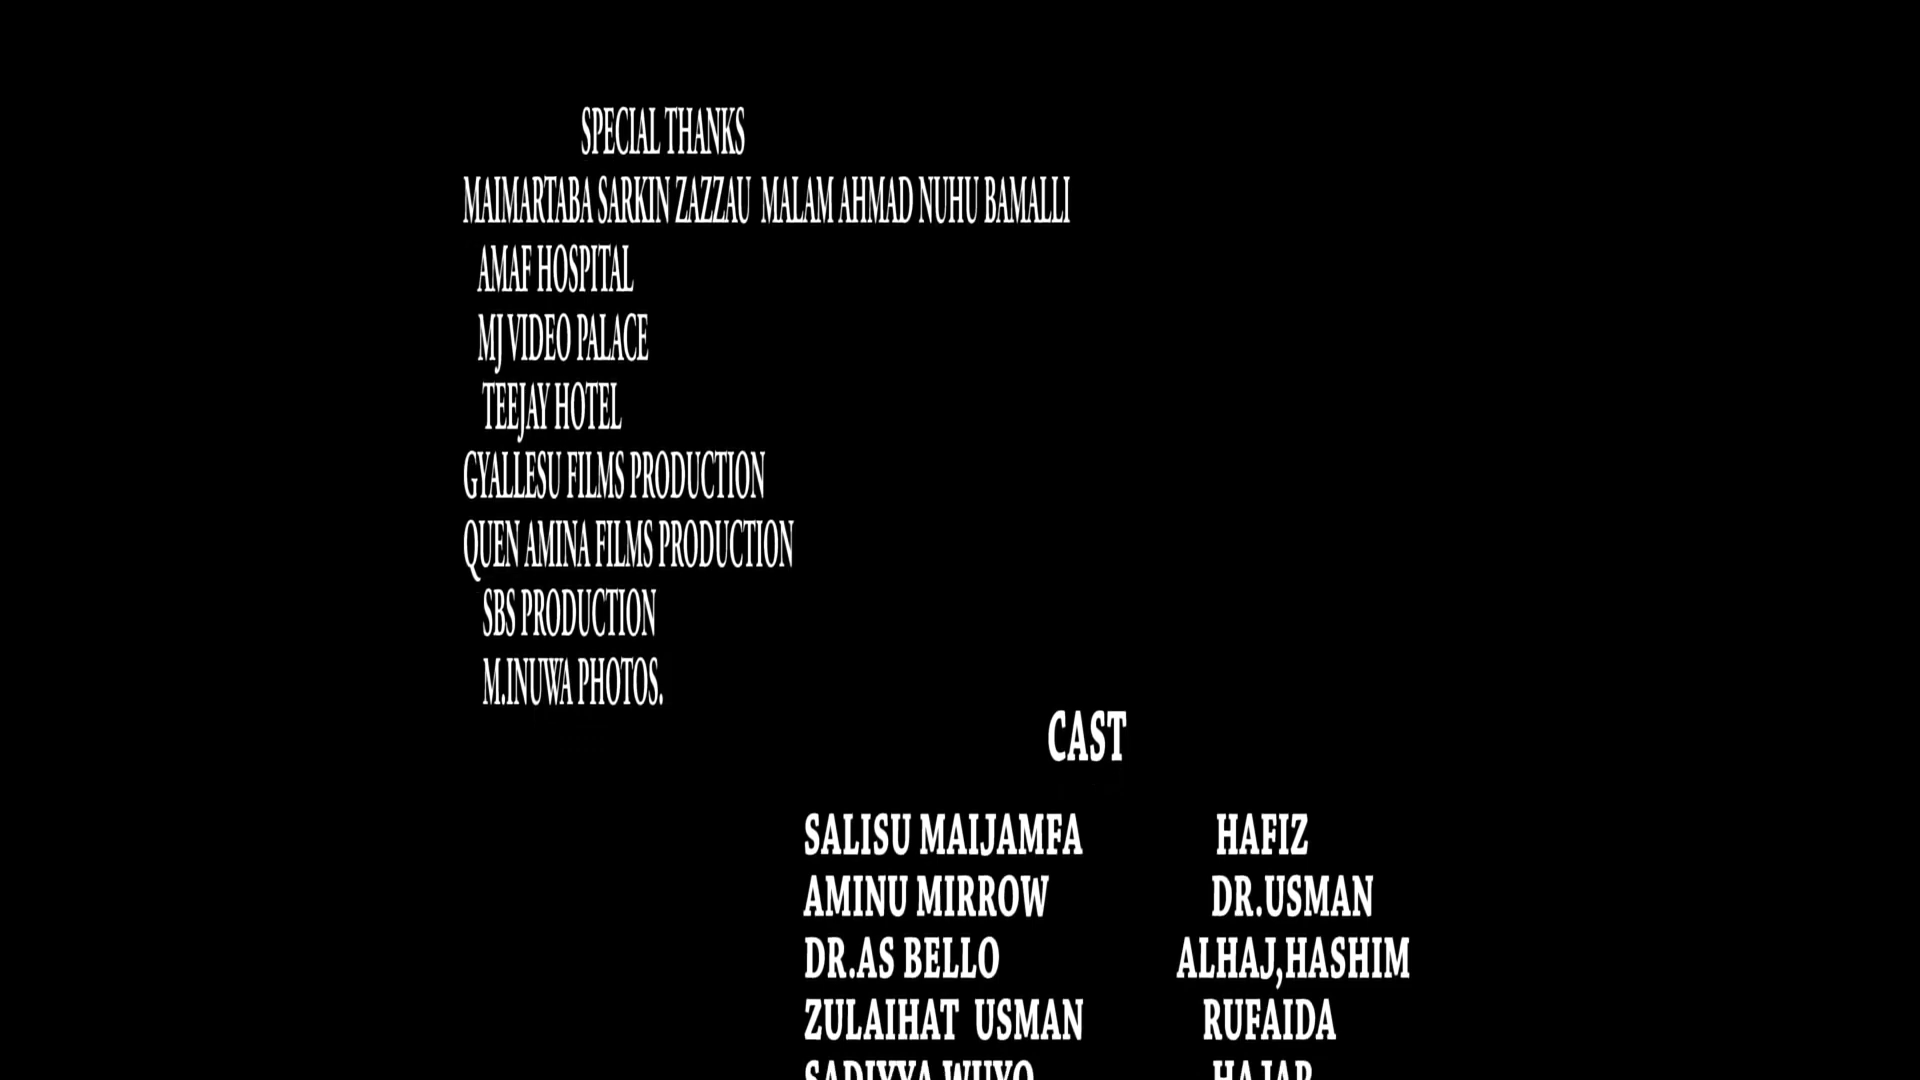 SPECIAL THANKS
MAIMARTABA SARKIN ZAZZAU MALAM AHMAD NUHU BAMALLI
AMAF HOSPITAL
MJ VIDEO PALACE
TEEJAY HOTEL
GYALLESU FILMS PRODUCTION
QUEN AMINA FILMS PRODUCTION
SBS PRODUCTION
M.INUWA PHOTOS.
CAST
SALISU MAIJAMFA HAFIZ
AMINU MIRROW DR.USMAN
DR.AS BELLO ALHAJ,HASHIM
ZULAIHAT USMAN RUFAIDA